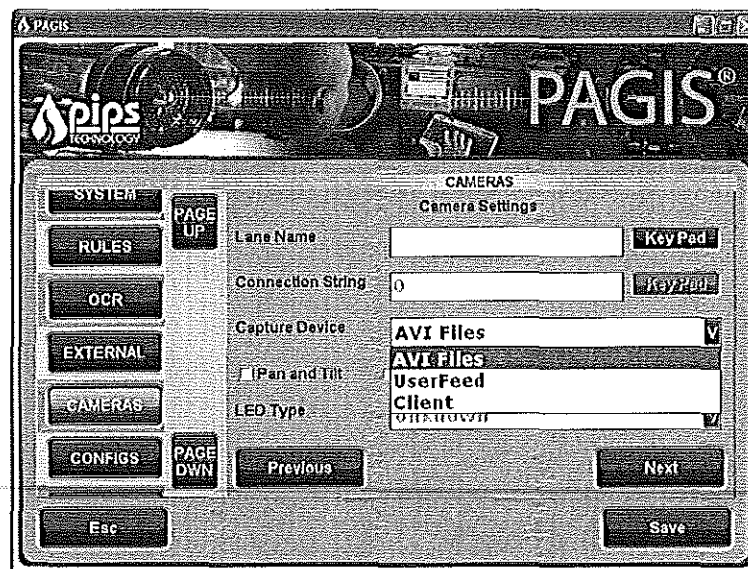 PAGIS
pips
TECHNOLOGY
PAGIS®
CAMERAS
Camera Settings
SYSTEM
RULES
OCR
EXTERNAL
CAMERAS
CONFIGS
PAGE UP
PAGE DWN
Lane Name
Key Pad
Connection String
0
Key Pad
Capture Device
AVI Files
V
AVI Files
UserFeed
Client
Pan and Tilt
LED Type
Unknown
V
Previous
Next
Esc
Save